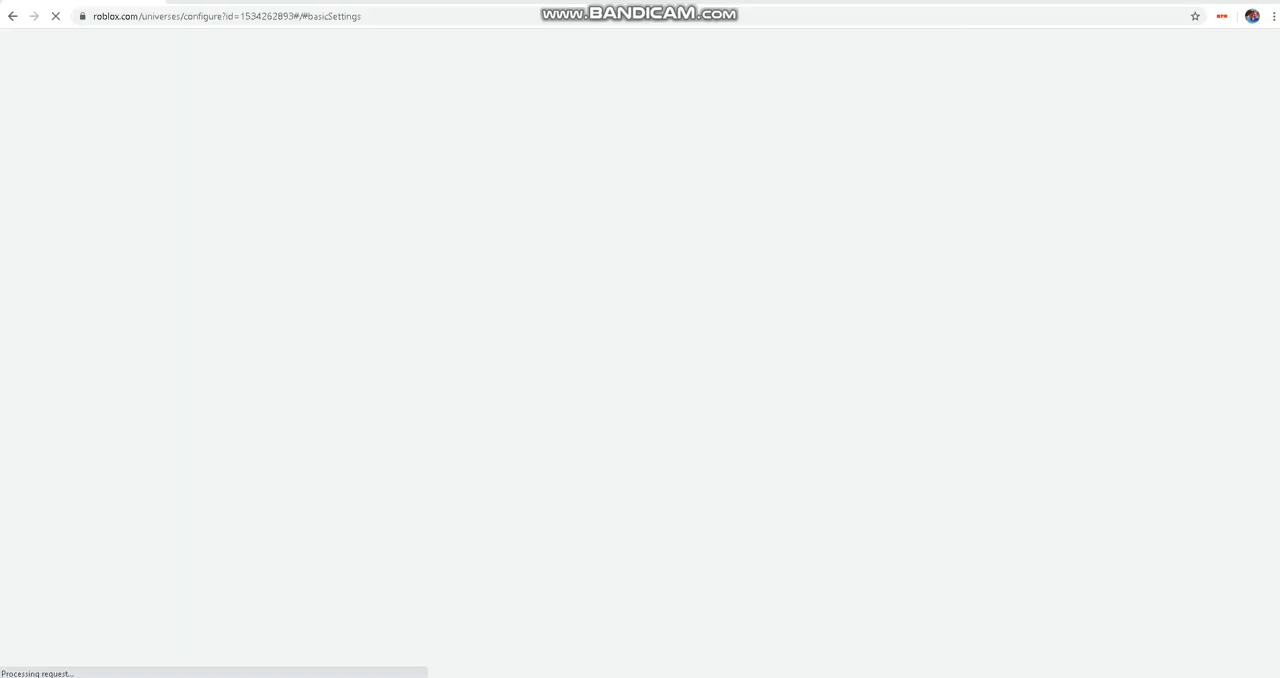 roblox.com/universes/configure?id=1534262893#/#basicSettings
www.BANDICAM.com
Processing request...